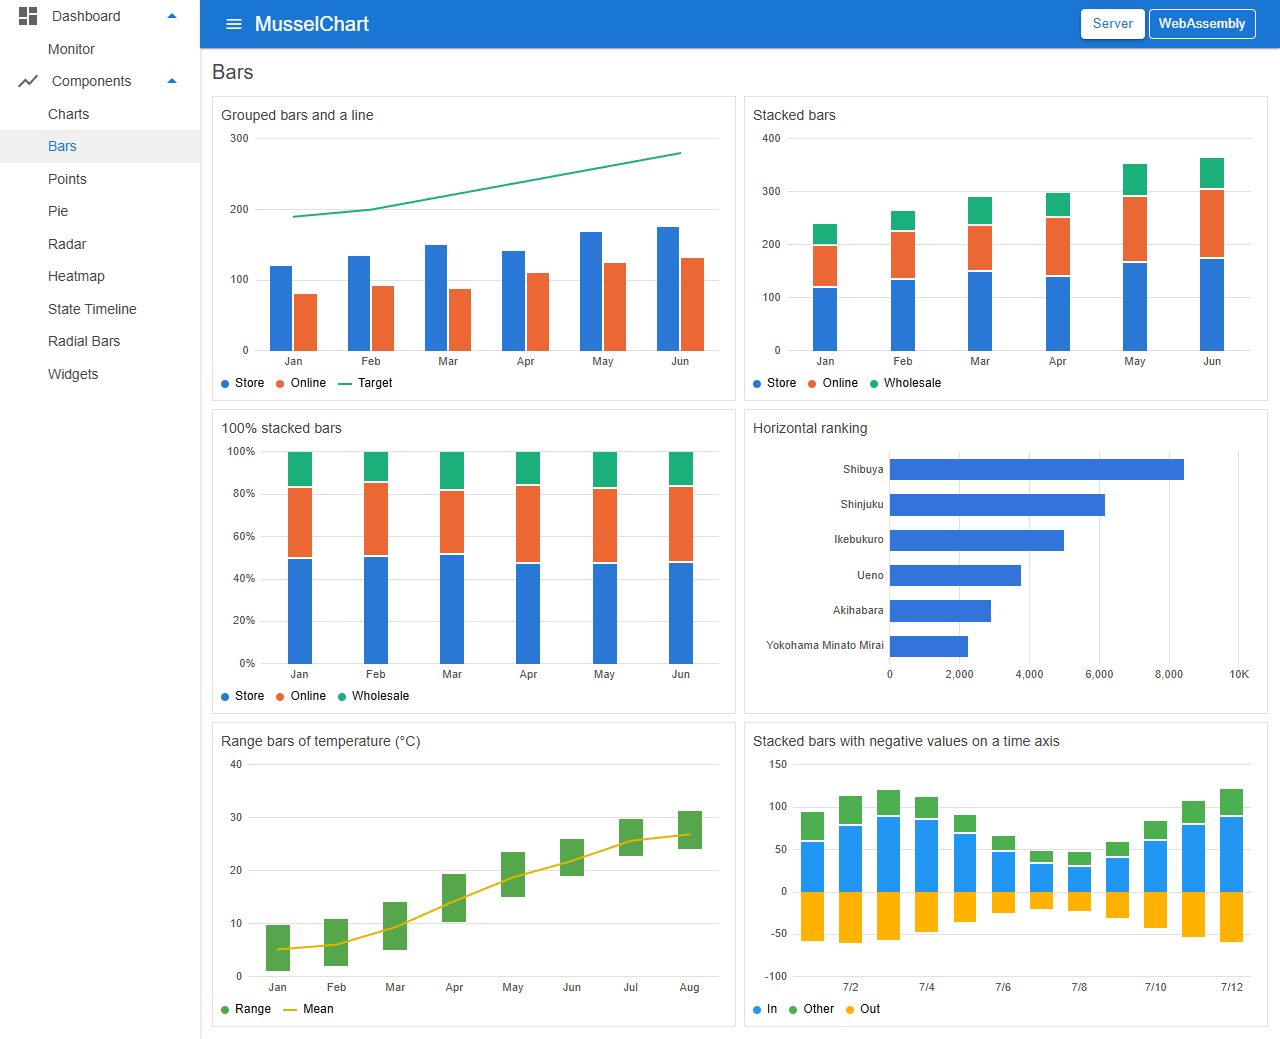 Dashboard
Monitor
Components
Charts
Bars
Points
Pie
Radar
Heatmap
State Timeline
Radial Bars
Widgets
MusselChart
Server
WebAssembly
Bars
Grouped bars and a line
300
200
100
0
Jan Feb Mar Apr May Jun
Store Online Target
Stacked bars
400
300
200
100
0
Jan Feb Mar Apr May Jun
Store Online Wholesale
100% stacked bars
100%
80%
60%
40%
20%
0%
Jan Feb Mar Apr May Jun
Store Online Wholesale
Horizontal ranking
Shibuya
Shinjuku
Ikebukuro
Ueno
Akihabara
Yokohama Minato Mirai
0 2,000 4,000 6,000 8,000 10K
Range bars of temperature (°C)
40
30
20
10
0
Jan Feb Mar Apr May Jun Jul Aug
Range Mean
Stacked bars with negative values on a time axis
150
100
50
0
-50
-100
7/2 7/4 7/6 7/8 7/10 7/12
In Other Out